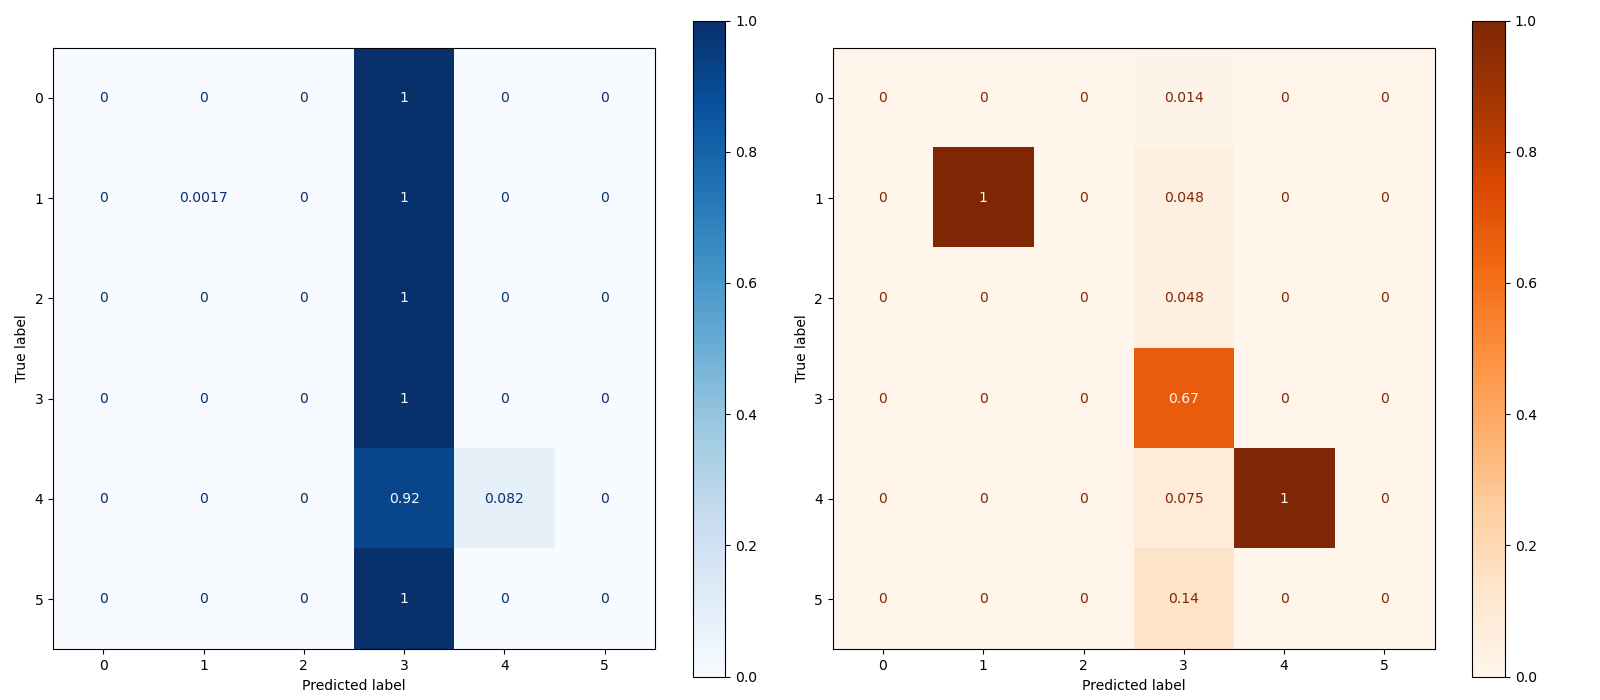 1.0
0 0 0 0 1 0 0
0.8
1 0 0.0017 0 1 0 0
0.6
2 0 0 0 1 0 0
True label
0.4
3 0 0 0 1 0 0
4 0 0 0 0.92 0.082 0
0.2
5 0 0 0 1 0 0
0.0
0 1 2 3 4 5
Predicted label
1.0
0 0 0 0 0.014 0 0
0.8
1 0 1 0 0.048 0 0
0.6
2 0 0 0 0.048 0 0
True label
0.4
3 0 0 0 0.67 0 0
4 0 0 0 0.075 1 0
0.2
5 0 0 0 0.14 0 0
0.0
0 1 2 3 4 5
Predicted label